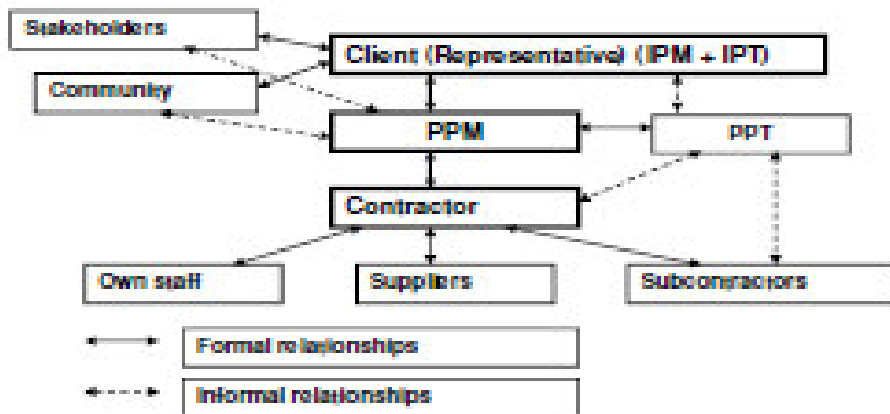 Stakeholders
Client (Representative) (IPM + IPT)
Community
PPM
PPT
Contractor
Own staff
Suppliers
Subcontractors
Formal relationships
Informal relationships